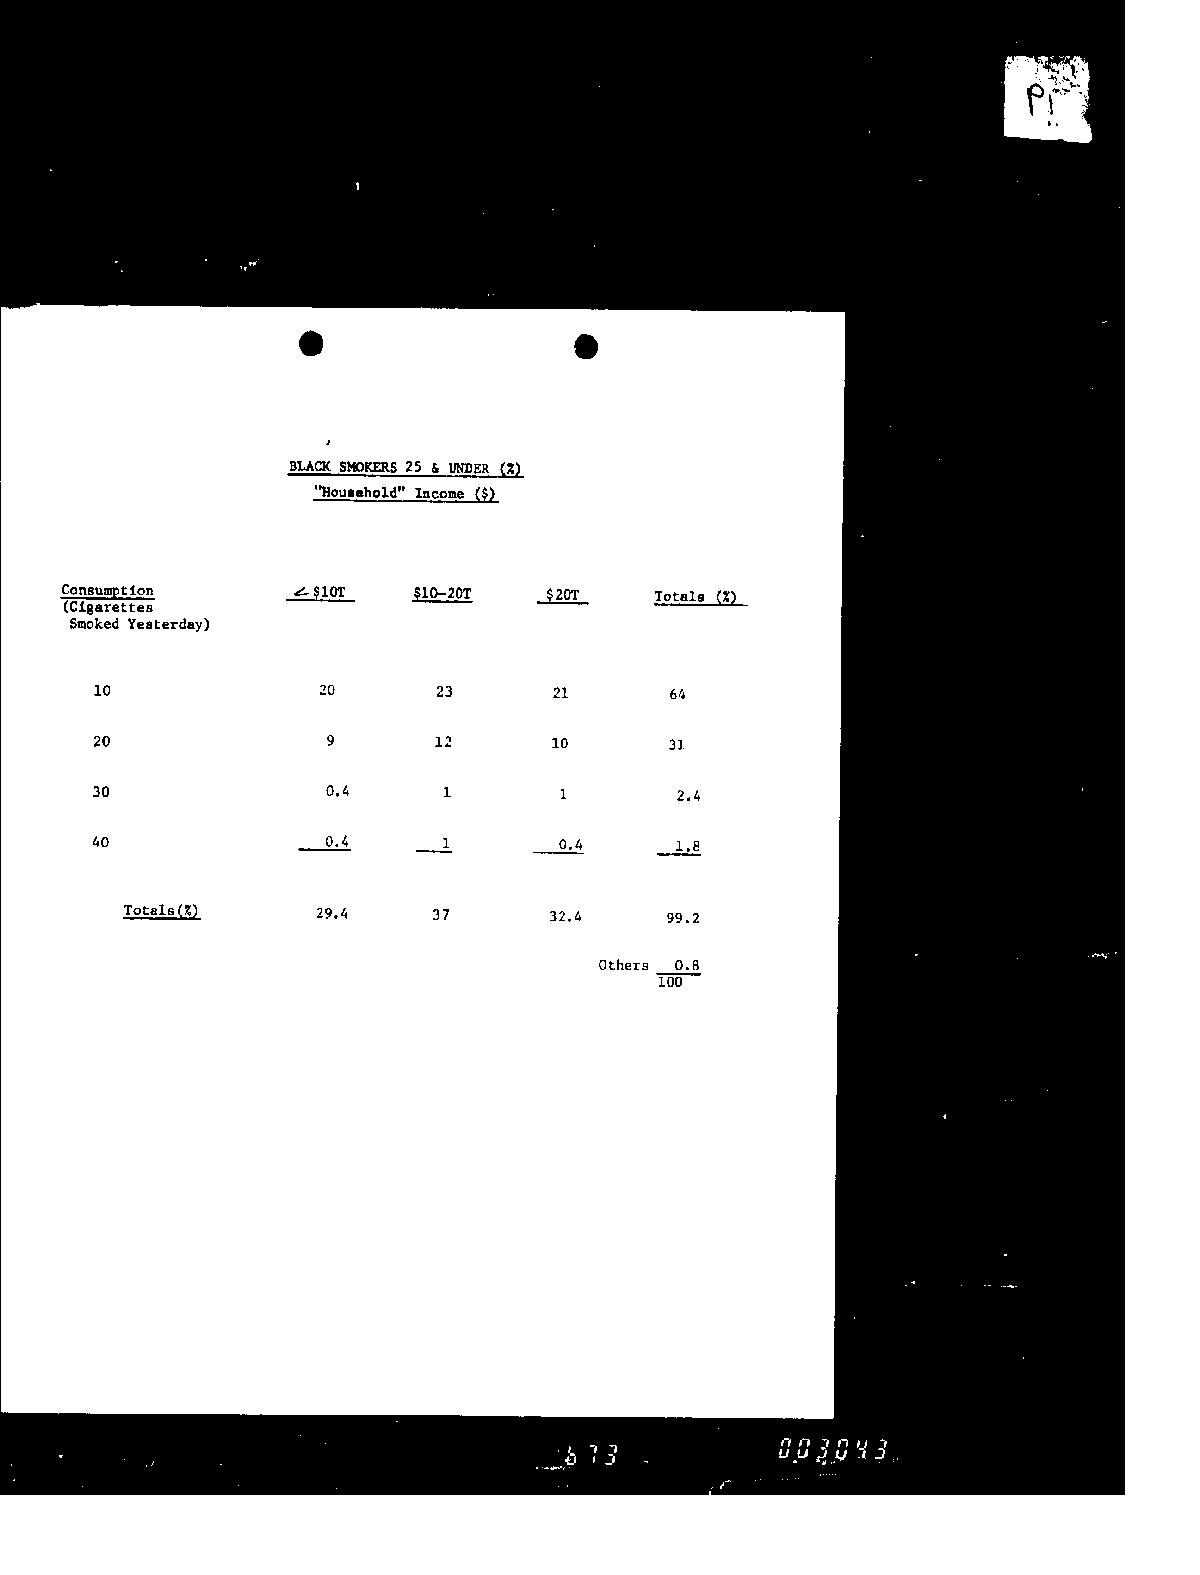 P1
BLACK SMOKERS 25 & UNDER (%)
"Household" Income ($)
Consumption < $10T $10-20T $20T Totals (%)
(Cigarettes
Smoked Yesterday)
10 20 23 21 64
20 9 12 10 31
30 0.4 1 1 2.4
40 0.4 1 0.4 1.8
Totals(%) 29.4 37 32.4 99.2
Others 0.8
100
673 003043